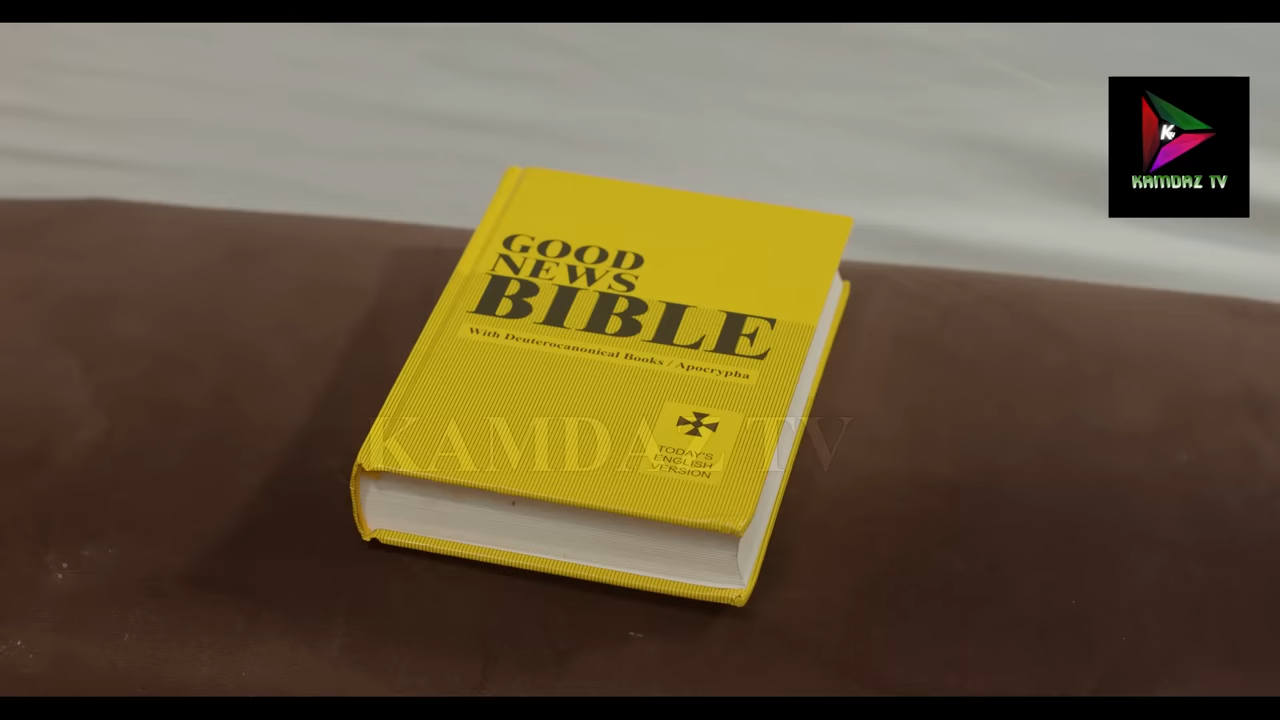 GOOD
NEWS
BIBLE
With Deuterocanonical Books / Apocrypha
TODAY'S
ENGLISH
VERSION
KAMDAZ TV
K
KAMDAZ TV